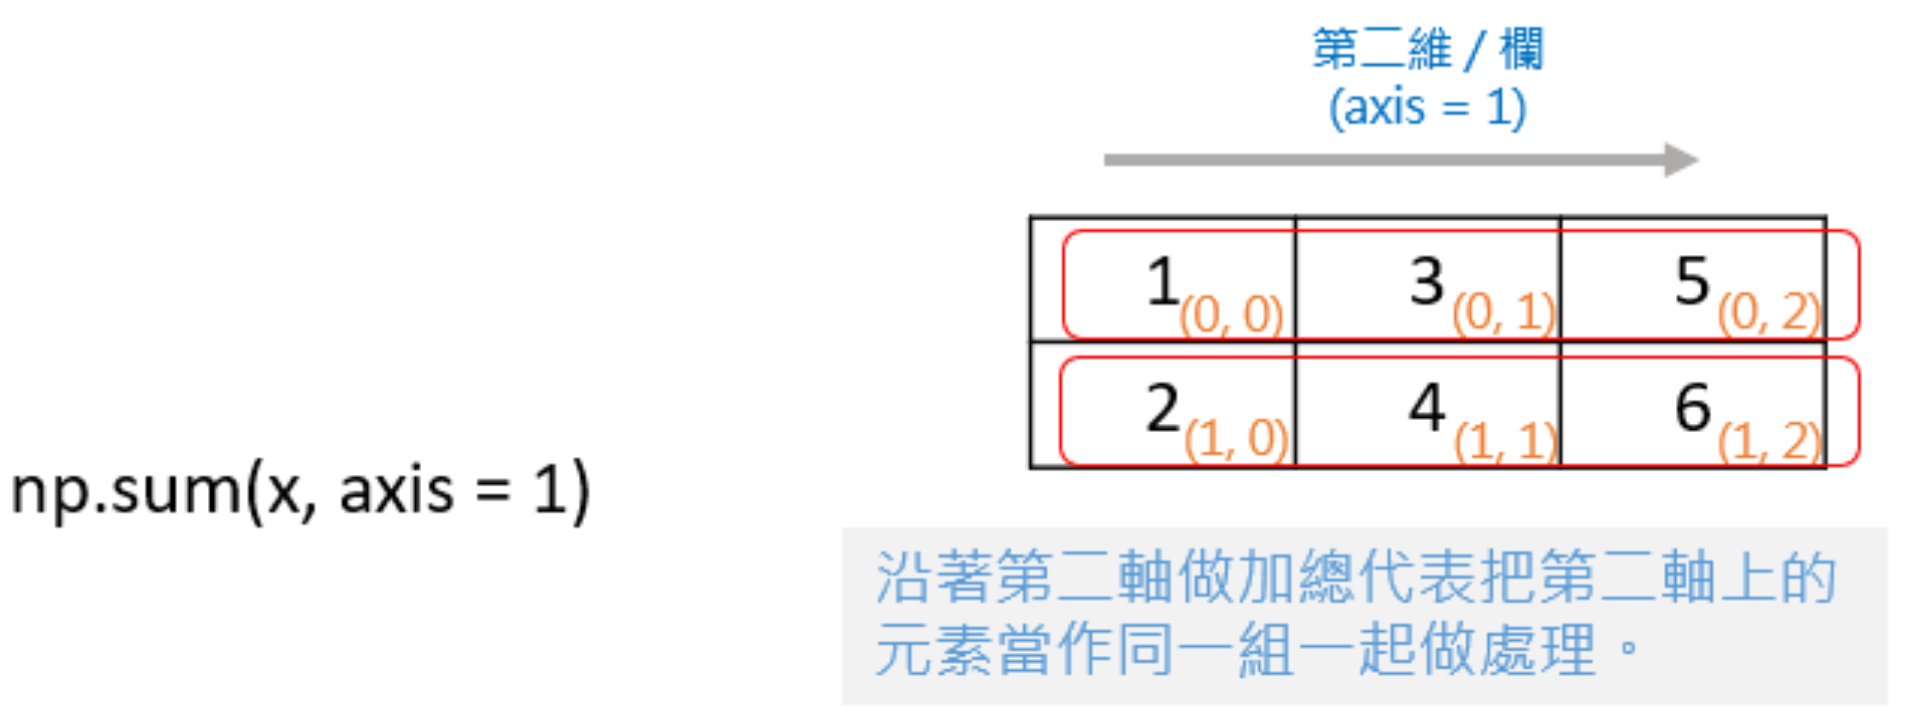 第二維 / 欄
(axis = 1)
1(0, 0) 3(0, 1) 5(0, 2)
2(1, 0) 4(1, 1) 6(1, 2)
np.sum(x, axis = 1)
沿著第二軸做加總代表把第二軸上的
元素當作同一組一起做處理。